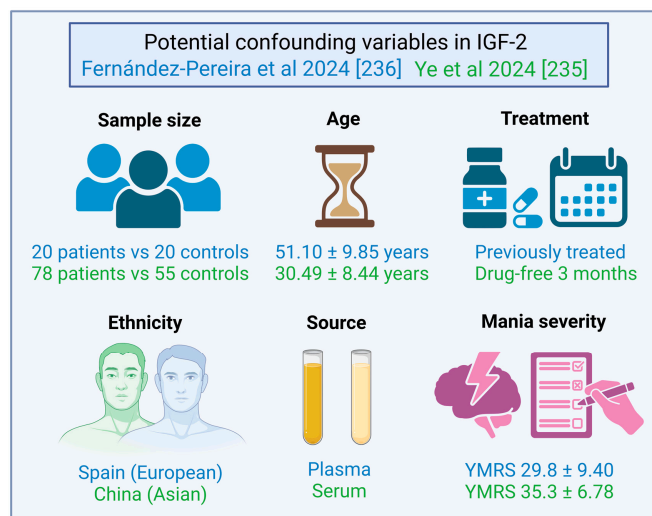 Potential confounding variables in IGF-2
Fernández-Pereira et al 2024 [236] Ye et al 2024 [235]
Sample size
20 patients vs 20 controls
78 patients vs 55 controls
Age
51.10 ± 9.85 years
30.49 ± 8.44 years
Treatment
Previously treated
Drug-free 3 months
Ethnicity
Spain (European)
China (Asian)
Source
Plasma
Serum
Mania severity
YMRS 29.8 ± 9.40
YMRS 35.3 ± 6.78